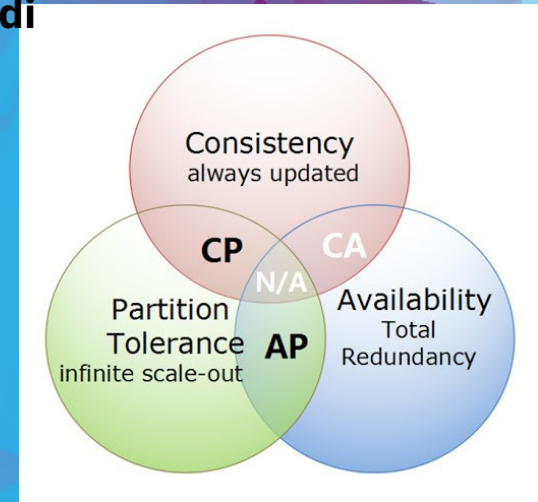 di
Consistency
always updated
CP
CA
N/A
Partition
Tolerance
infinite scale-out
AP
Availability
Total
Redundancy